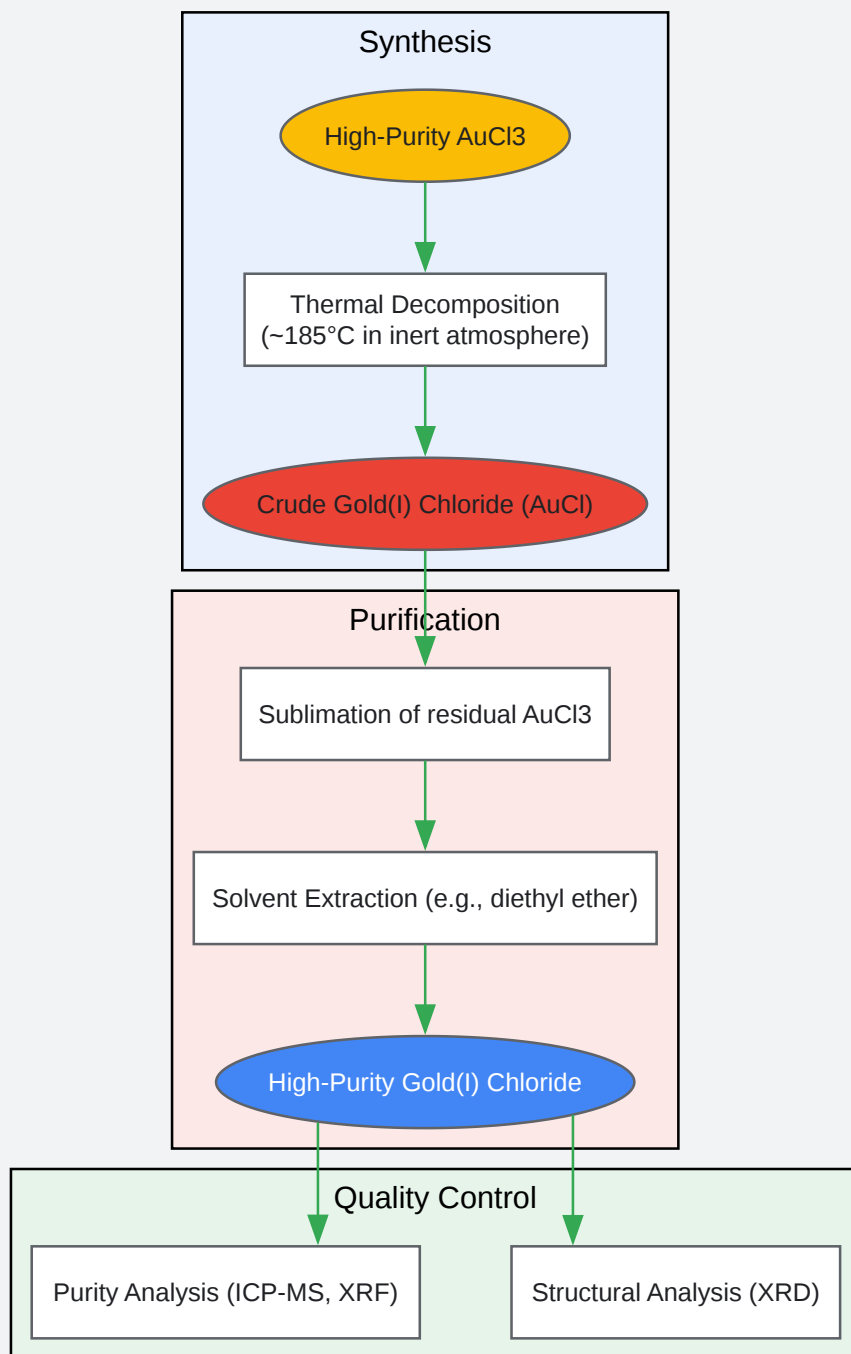 Synthesis
High-Purity AuCl3
Thermal Decomposition
(~185°C in inert atmosphere)
Crude Gold(I) Chloride (AuCl)
Purification
Sublimation of residual AuCl3
Solvent Extraction (e.g., diethyl ether)
High-Purity Gold(I) Chloride
Quality Control
Purity Analysis (ICP-MS, XRF)
Structural Analysis (XRD)